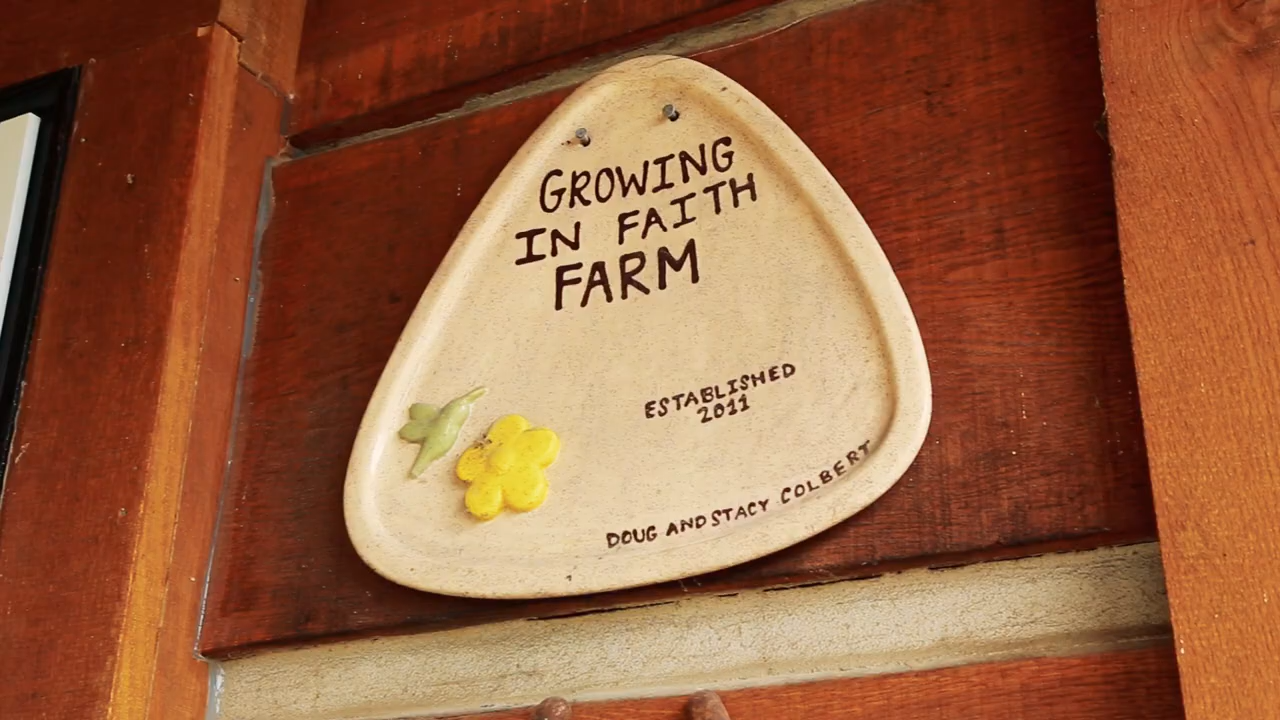 GROWING
IN FAITH
FARM
ESTABLISHED
2011
DOUG AND STACY COLBERT